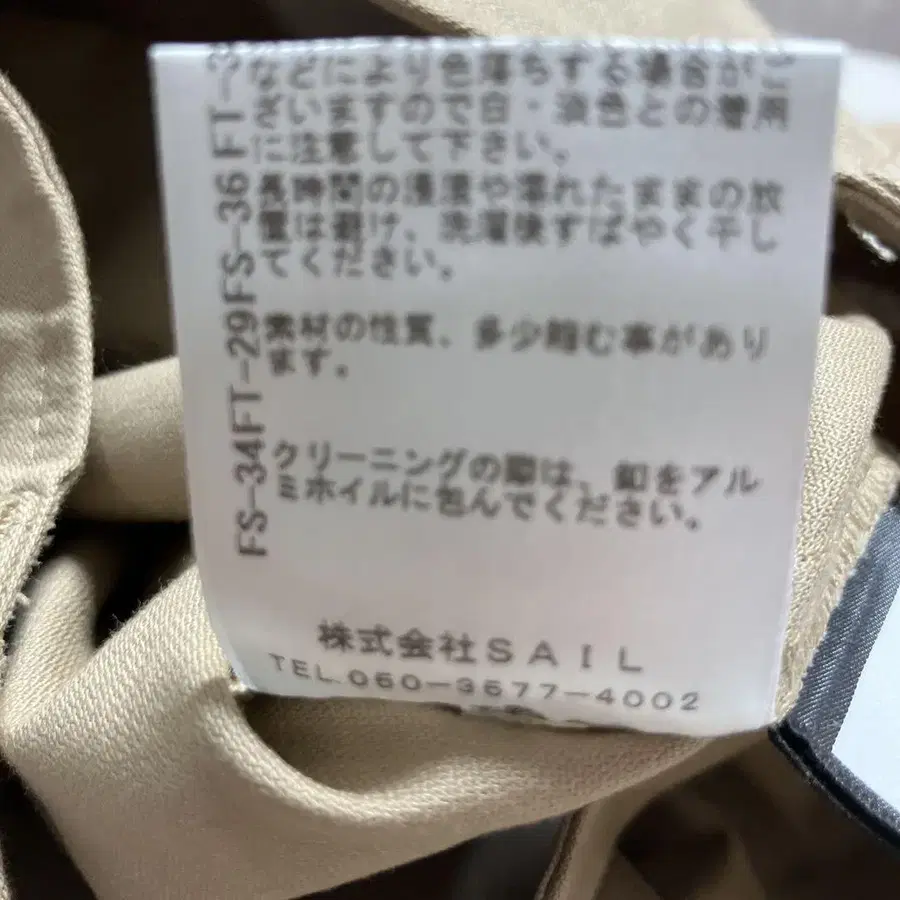 などにより色落ちする場合がご
ざいますので白・淡色との着用
に注意して下さい。
長時間の浸漬や濡れたままの放
置は避け、洗濯後すばやく干し
てください。
素材の性質、多少縮む事があり
ます。
クリーニングの際は、釦をアル
ミホイルに包んでください。
株式会社SAIL
TEL.060-3677-4002
FS-34FT-29FS-36FT-3